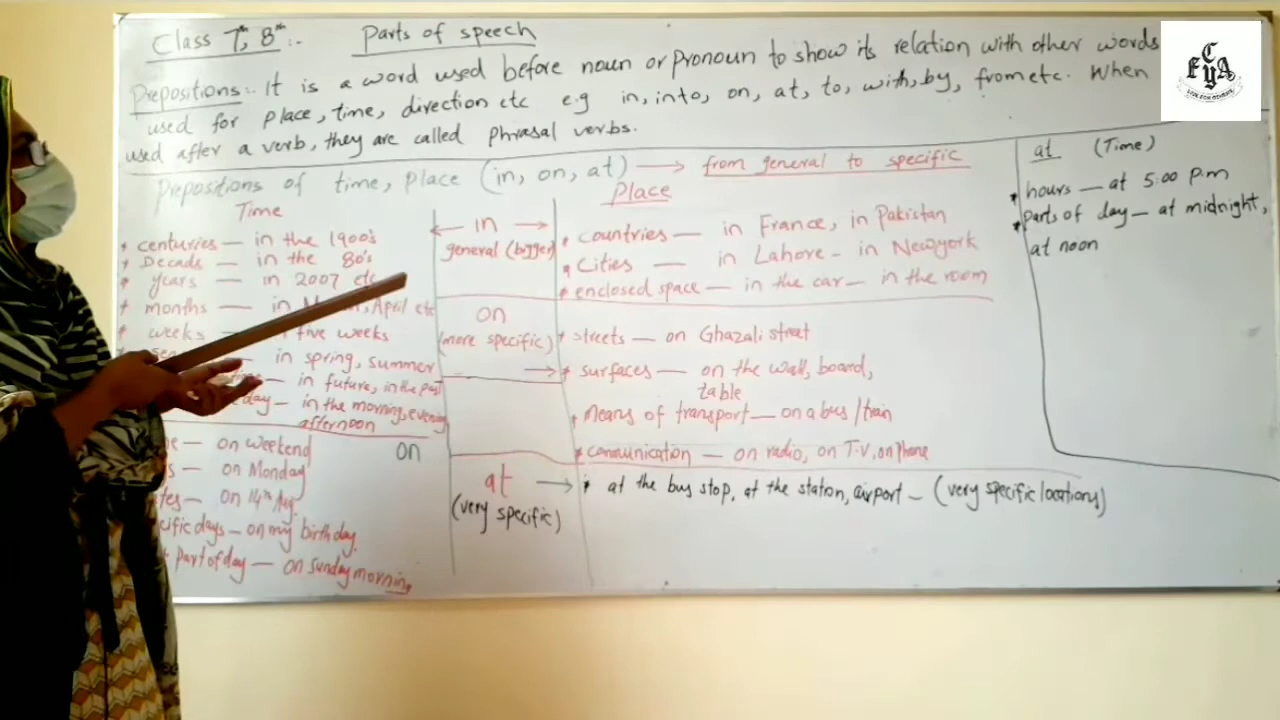 Class 7th, 8th :.
Parts of speech
Prepositions:. It is a word used before noun or pronoun to show its relation with other words
used for place, time, direction etc e.g in, into, on, at, to, with, by, from etc. When
used after a verb, they are called phrasal verbs.
Prepositions of time, place (in, on, at) → from general to specific
Time
centuries — in the 1900's
Decads — in the 80's
years — in 2007 etc
months — in April etc
weeks — five weeks
in spring, summer
in future, in the past
day — in the morning, evening
afternoon
on
on weekend
on Monday
on 14th Aug.
days — on my birthday.
part of day — on sunday morning
← in →
general (bigger)
on
(more specific)
→
at →
(very specific)
Place
countries — in France, in Pakistan
Cities — in Lahore - in Newyork
enclosed space — in the car — in the room
streets — on Ghazali street
surfaces — on the wall, board,
table
Means of transport — on a bus / train
communication — on radio, on T.V, on phone
at the bus stop, at the station, airport — (very specific locations)
at (Time)
hours — at 5:00 p.m
parts of day — at midnight,
at noon
CFYA
LIVE FOR OTHERS